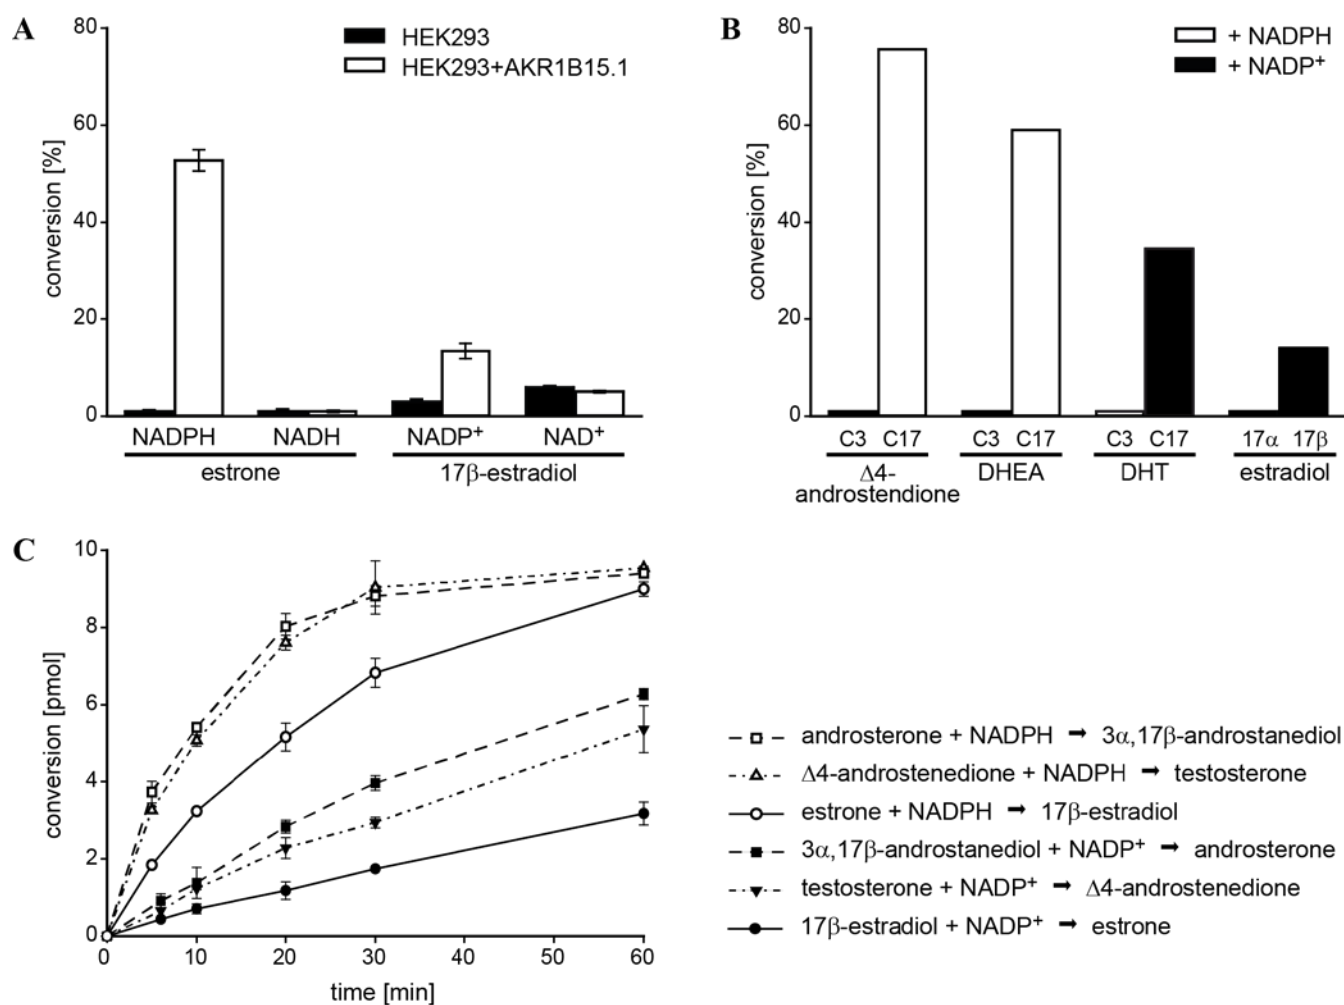 A
80
60
40
20
0
conversion [%]
HEK293
HEK293+AKR1B15.1
NADPH NADH NADP+ NAD+
estrone 17β-estradiol
B
80
60
40
20
0
conversion [%]
+ NADPH
+ NADP+
C3 C17 C3 C17 C3 C17 17α 17β
Δ4-androstendione DHEA DHT estradiol
C
10
8
6
4
2
0
conversion [pmol]
0 10 20 30 40 50 60
time [min]
androsterone + NADPH ➡ 3α,17β-androstanediol
Δ4-androstenedione + NADPH ➡ testosterone
estrone + NADPH ➡ 17β-estradiol
3α,17β-androstanediol + NADP+ ➡ androsterone
testosterone + NADP+ ➡ Δ4-androstenedione
17β-estradiol + NADP+ ➡ estrone